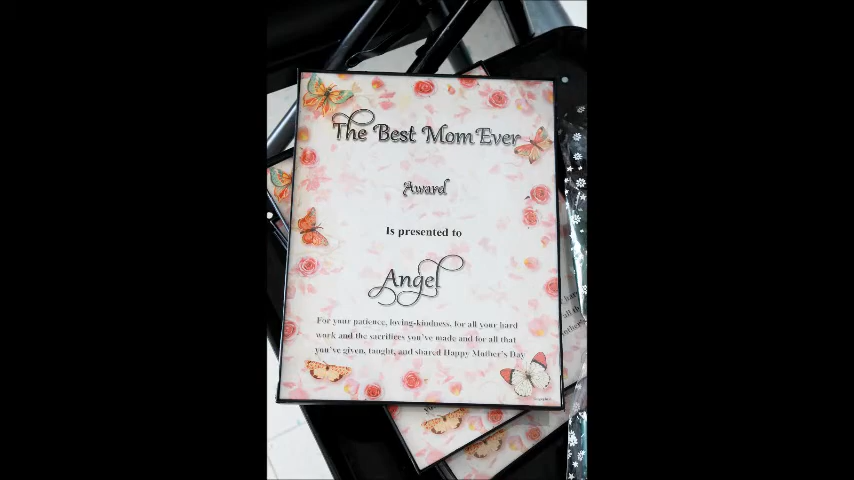 The Best Mom Ever
Award
Is presented to
Angel
For your patience, loving-kindness, for all your hard
work and the sacrifices you've made and for all that
you've given, taught, and shared Happy Mother's Day